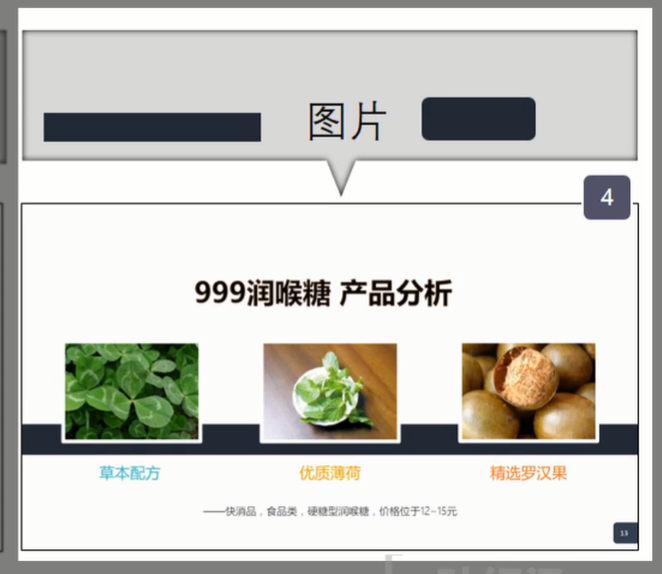 图片
4
999润喉糖 产品分析
草本配方
优质薄荷
精选罗汉果
——快消品，食品类，硬糖型润喉糖，价格位于12-15元
13